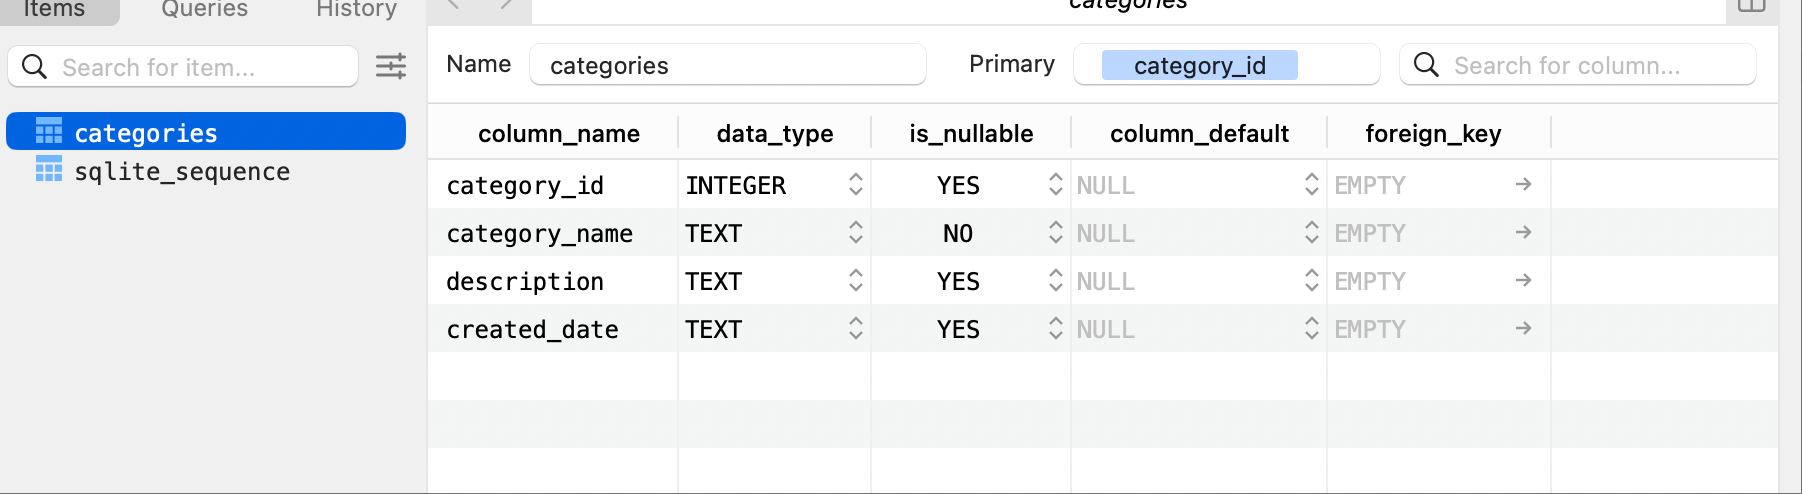 Items Queries History
categories
Search for item...
Name categories Primary category_id Search for column...
categories
sqlite_sequence
column_name data_type is_nullable column_default foreign_key
category_id INTEGER YES NULL EMPTY
category_name TEXT NO NULL EMPTY
description TEXT YES NULL EMPTY
created_date TEXT YES NULL EMPTY